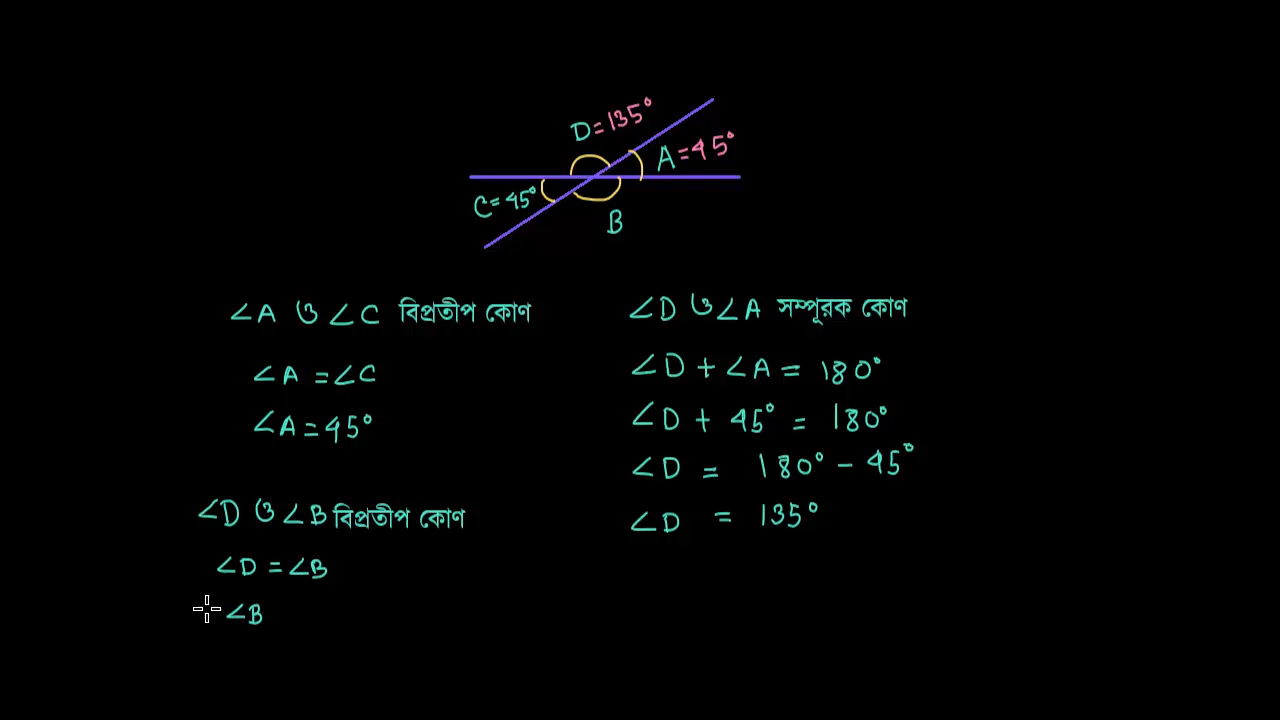 D=135°
A=45°
C=45°
B
∠A ও ∠C বিপ্রতীপ কোণ
∠A =∠C
∠A=45°
∠D ও ∠B বিপ্রতীপ কোণ
∠D =∠B
∠B
∠D ও ∠A সম্পূরক কোণ
∠D + ∠A = 180°
∠D + 45° = 180°
∠D = 180° - 45°
∠D = 135°